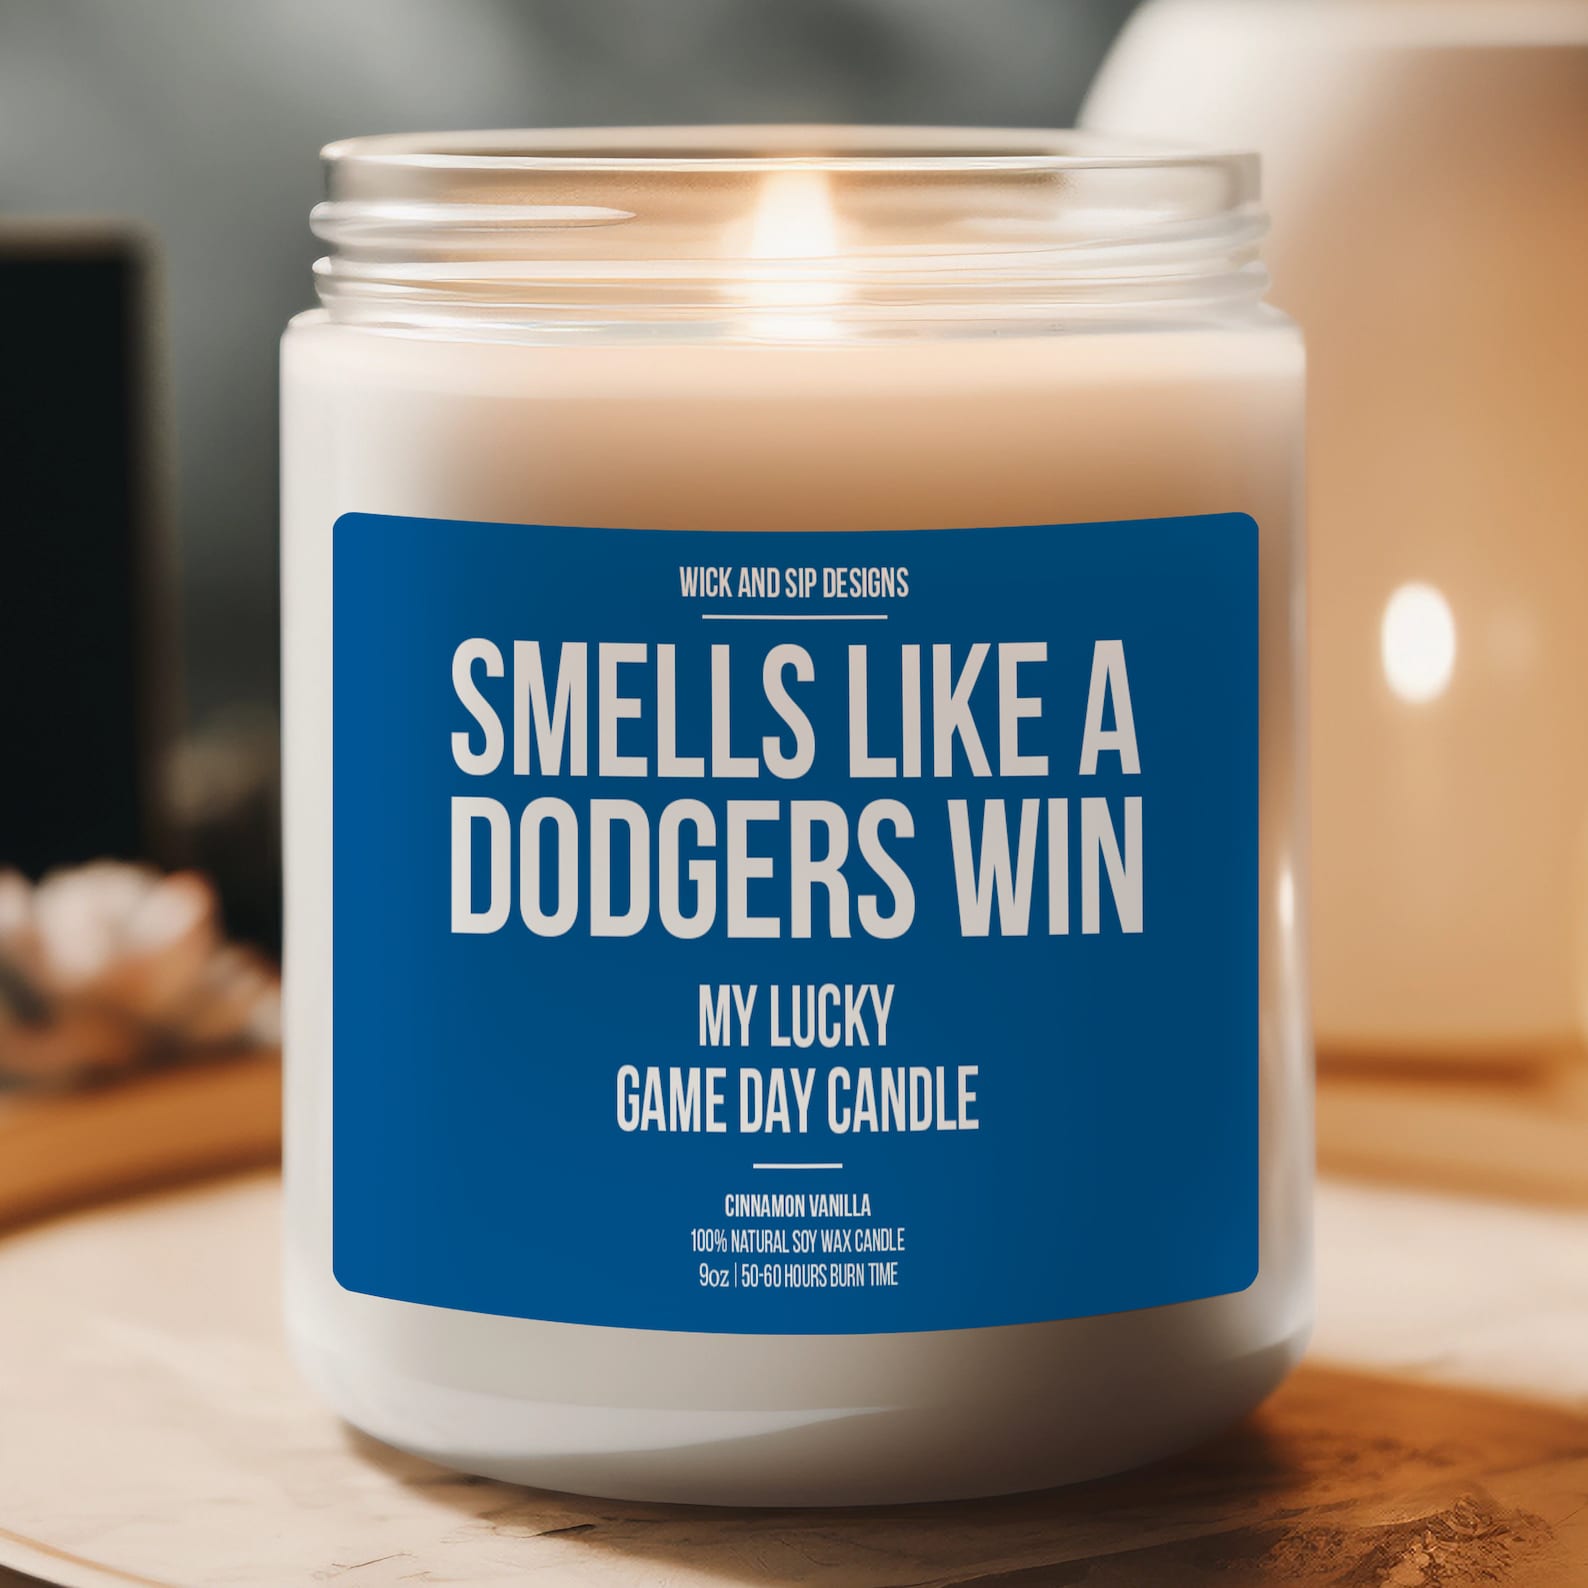 WICK AND SIP DESIGNS
SMELLS LIKE A
DODGERS WIN
MY LUCKY
GAME DAY CANDLE
CINNAMON VANILLA
100% NATURAL SOY WAX CANDLE
9oz | 50-60 HOURS BURN TIME